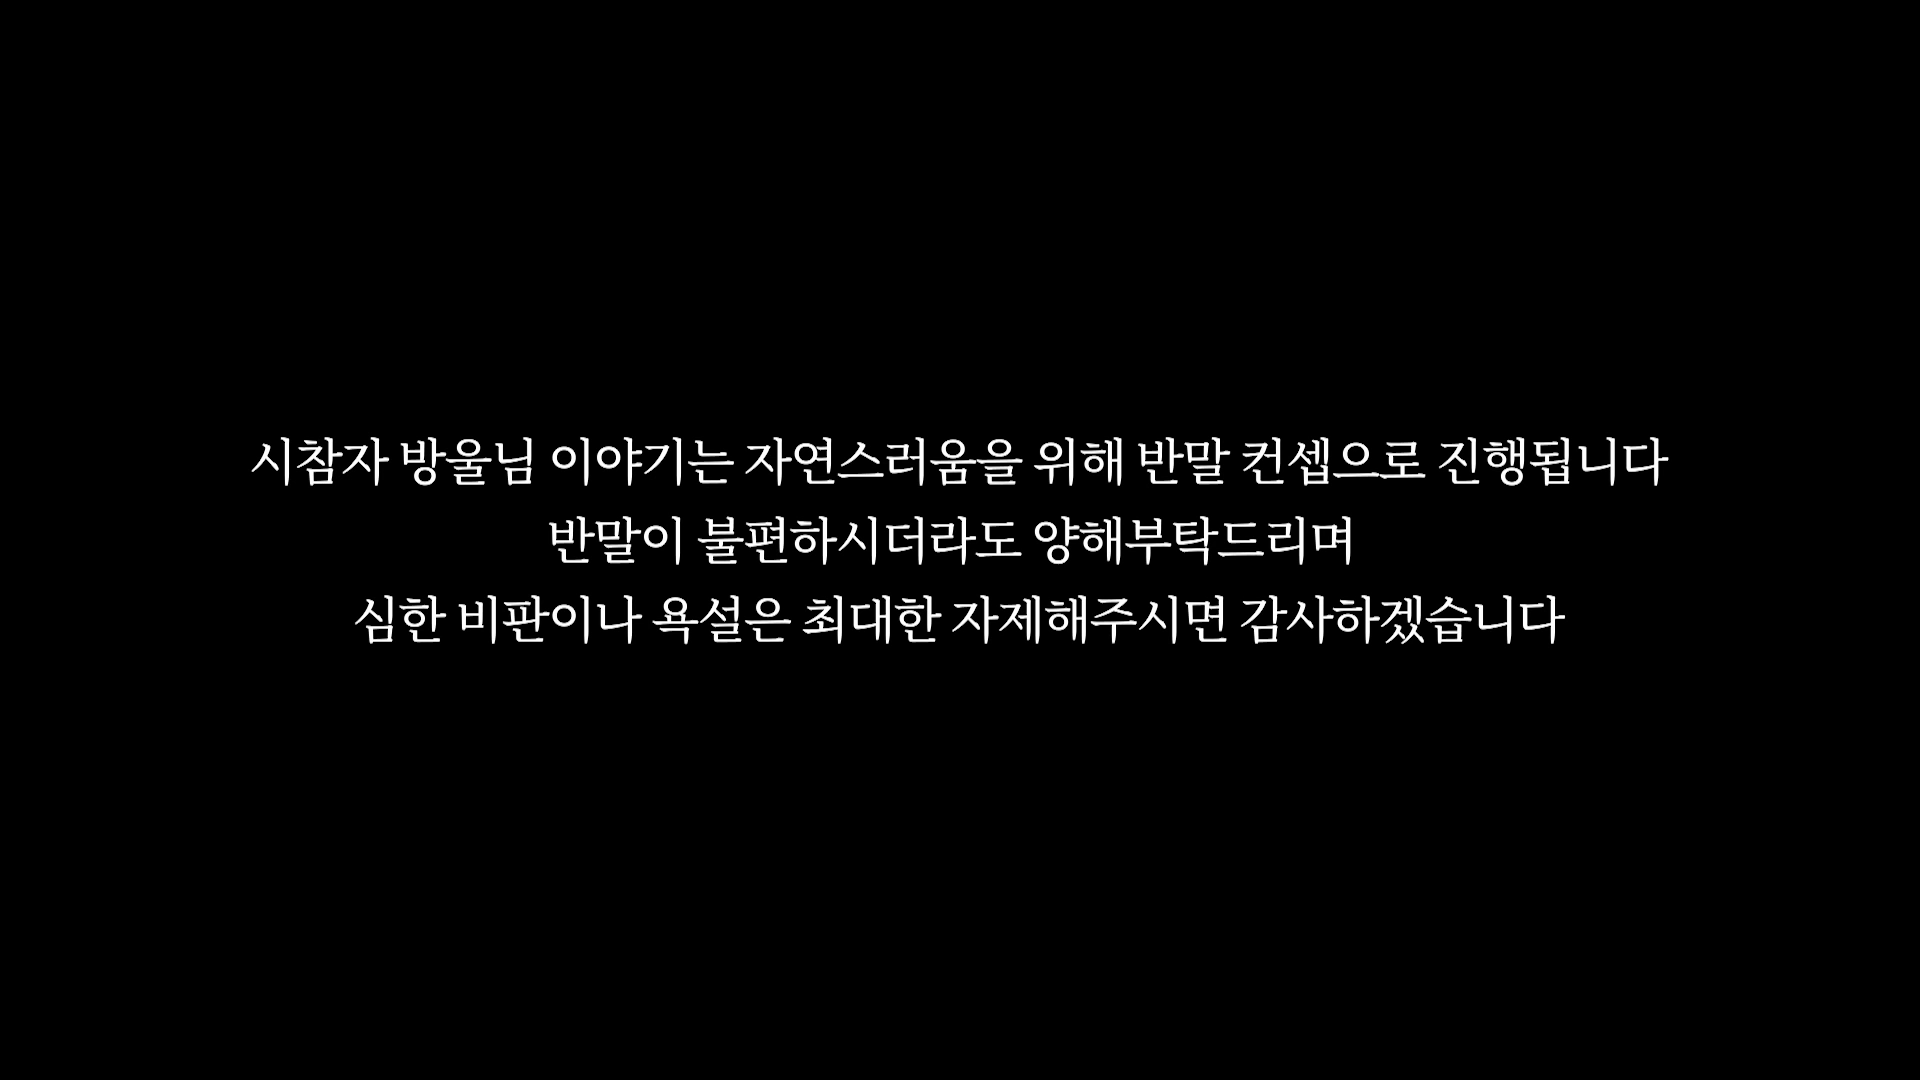 시참자 방울님 이야기는 자연스러움을 위해 반말 컨셉으로 진행됩니다
반말이 불편하시더라도 양해부탁드리며
심한 비판이나 욕설은 최대한 자제해주시면 감사하겠습니다